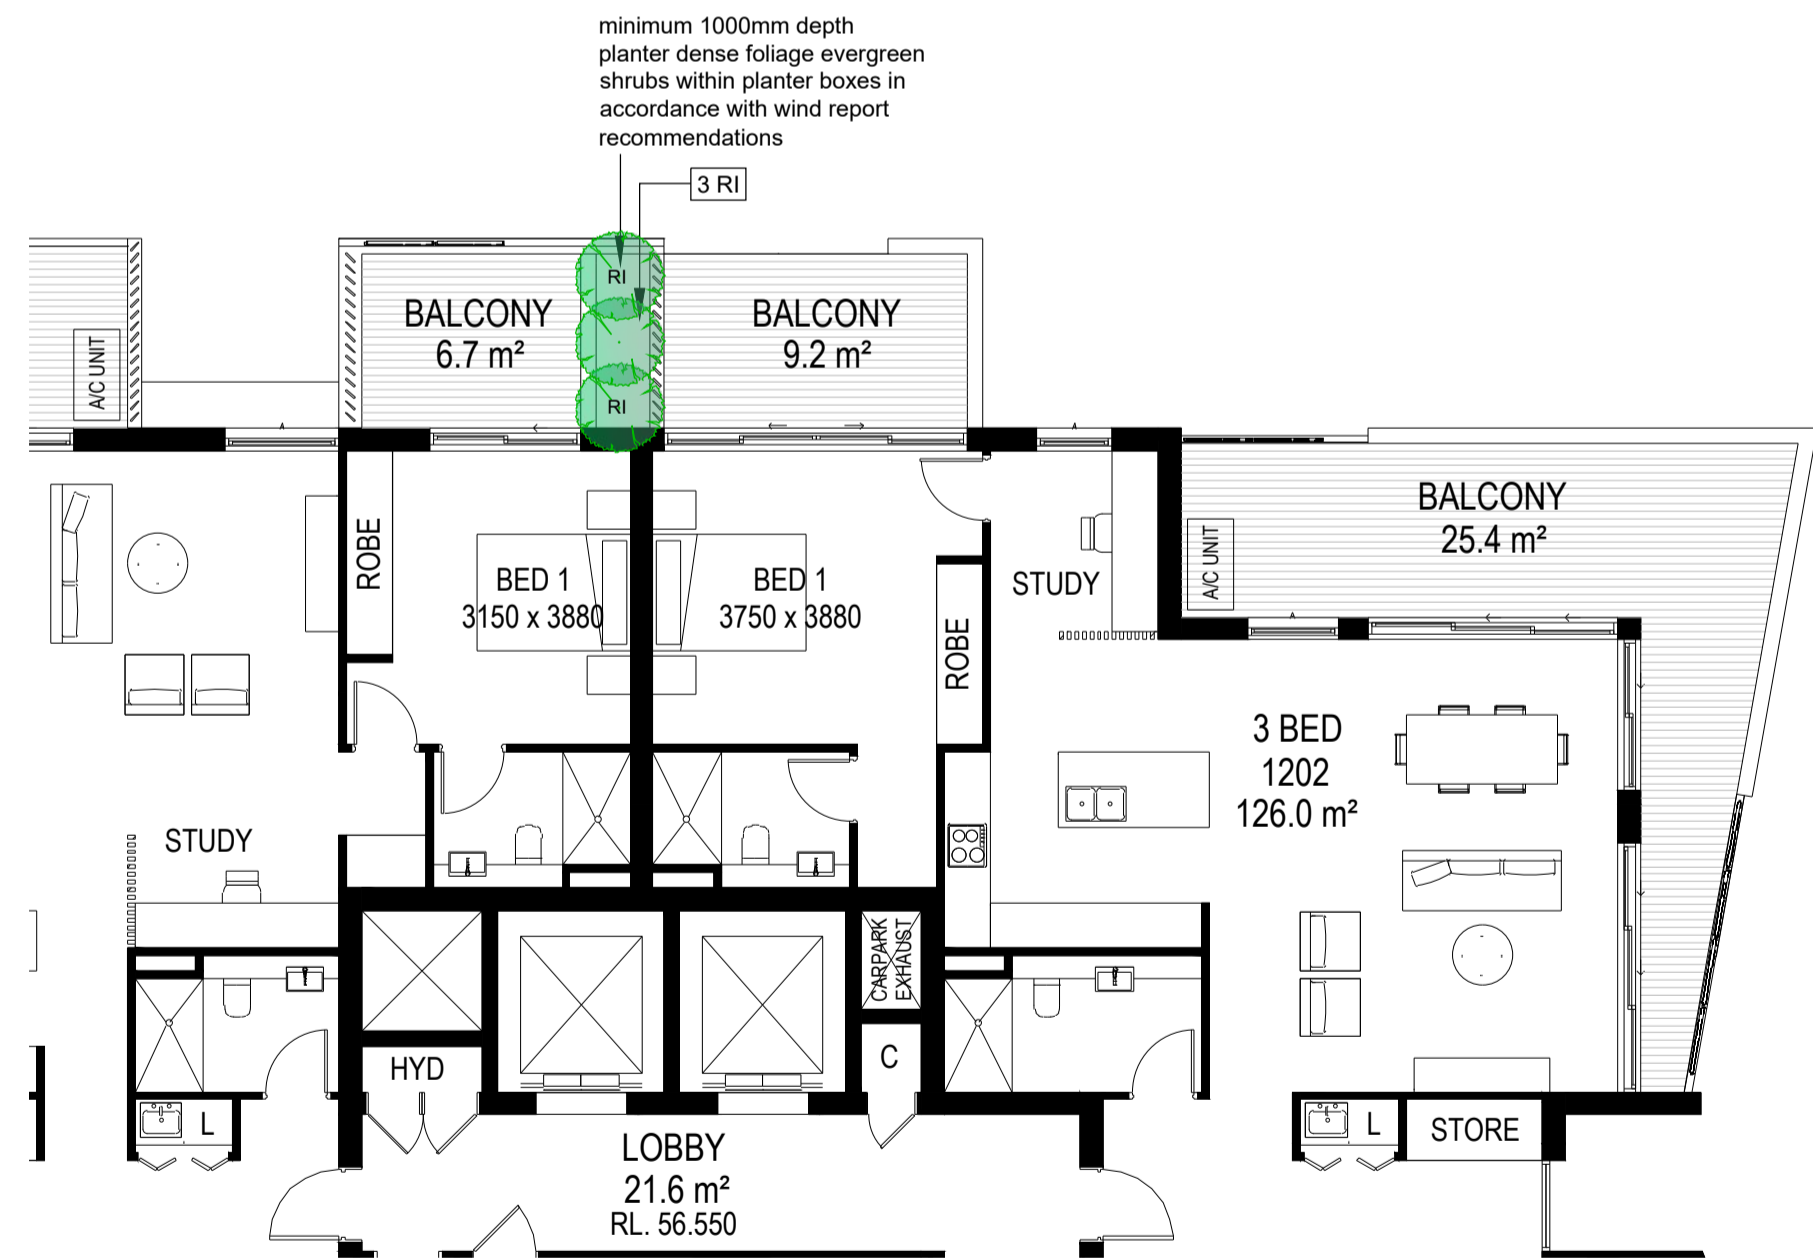 minimum 1000mm depth
planter dense foliage evergreen
shrubs within planter boxes in
accordance with wind report
recommendations
3 RI
RI
RI
BALCONY
6.7 m²
BALCONY
9.2 m²
A/C UNIT
BALCONY
25.4 m²
A/C UNIT
ROBE
BED 1
3150 x 3880
BED 1
3750 x 3880
STUDY
ROBE
3 BED
1202
126.0 m²
STUDY
CARPARK
EXHAUST
HYD
C
L
LOBBY
21.6 m²
RL. 56.550
L
STORE